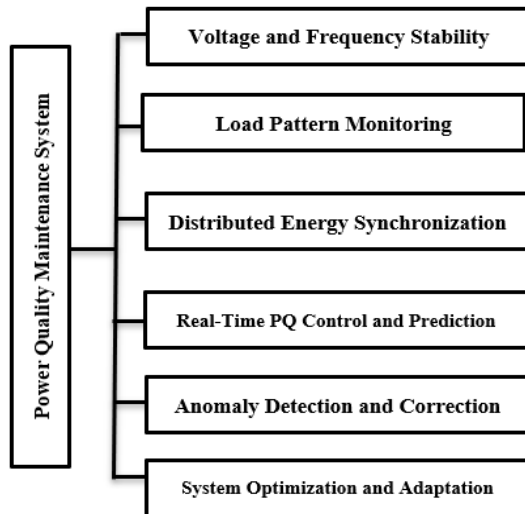 Power Quality Maintenance System
Voltage and Frequency Stability
Load Pattern Monitoring
Distributed Energy Synchronization
Real-Time PQ Control and Prediction
Anomaly Detection and Correction
System Optimization and Adaptation